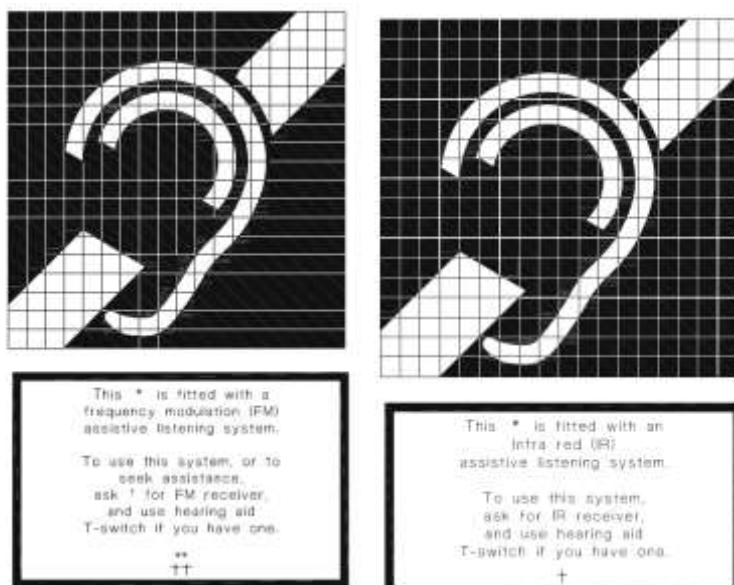 This * is fitted with a
frequency modulation (FM)
assistive listening system.
To use this system, or to
seek assistance,
ask † for FM receiver,
and use hearing aid
T-switch if you have one.
**
††
This * is fitted with an
Infra red (IR)
assistive listening system.
To use this system,
ask for IR receiver,
and use hearing aid
T-switch if you have one.
†